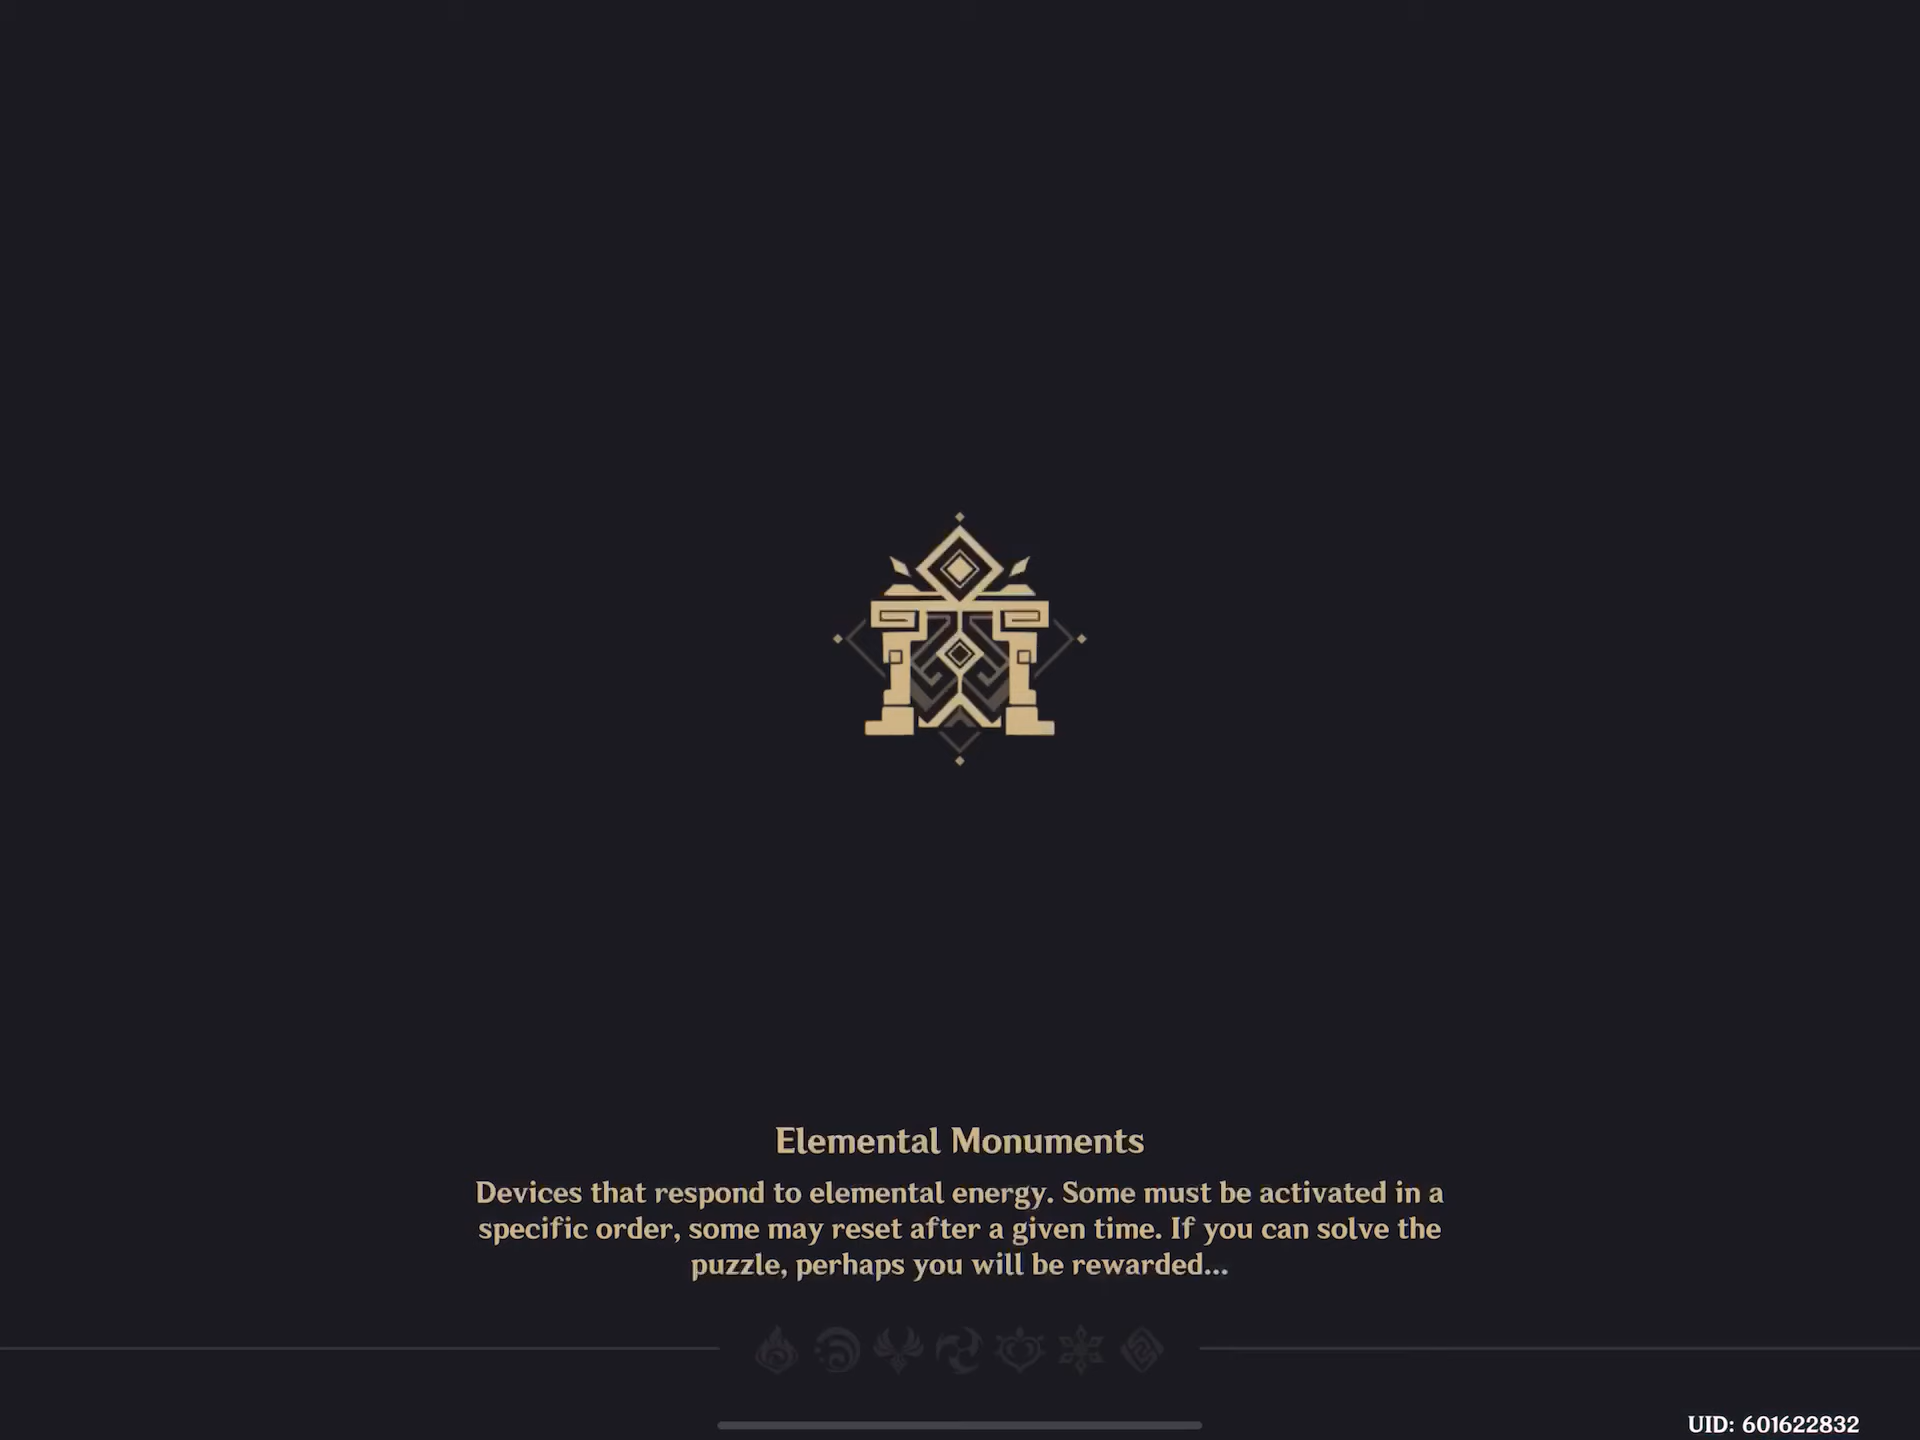 Elemental Monuments
Devices that respond to elemental energy. Some must be activated in a
specific order, some may reset after a given time. If you can solve the
puzzle, perhaps you will be rewarded...
UID: 601622832